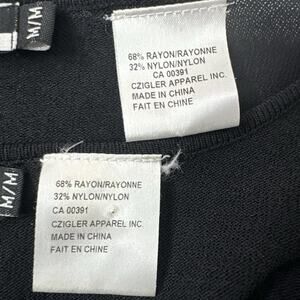 M/M
68% RAYON/RAYONNE
32% NYLON/NYLON
CA 00391
CZIGLER APPAREL INC.
MADE IN CHINA
FAIT EN CHINE
M/M
68% RAYON/RAYONNE
32% NYLON/NYLON
CA 00391
CZIGLER APPAREL INC.
MADE IN CHINA
FAIT EN CHINE